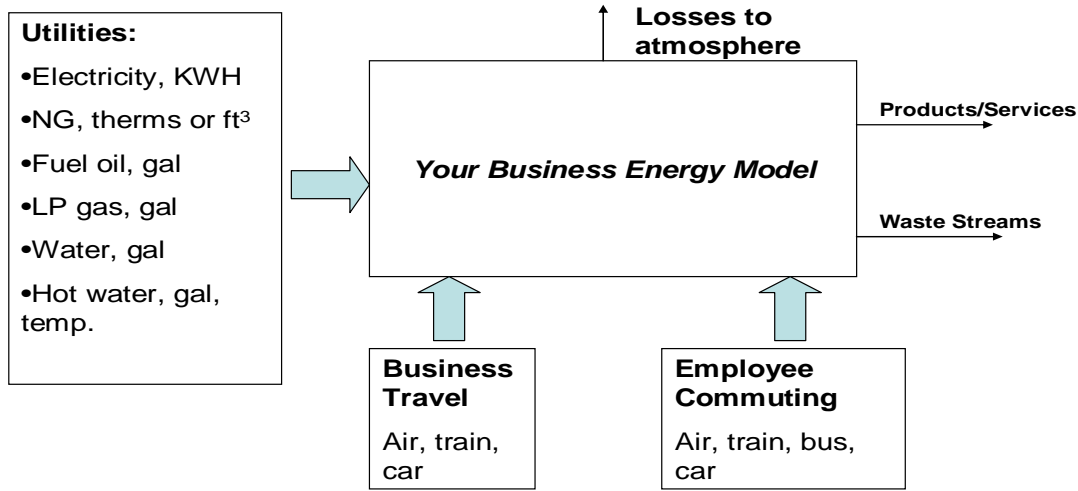 Utilities:
•Electricity, KWH
•NG, therms or ft³
•Fuel oil, gal
•LP gas, gal
•Water, gal
•Hot water, gal,
temp.
Losses to
atmosphere
Your Business Energy Model
Products/Services
Waste Streams
Business
Travel
Air, train,
car
Employee
Commuting
Air, train, bus,
car